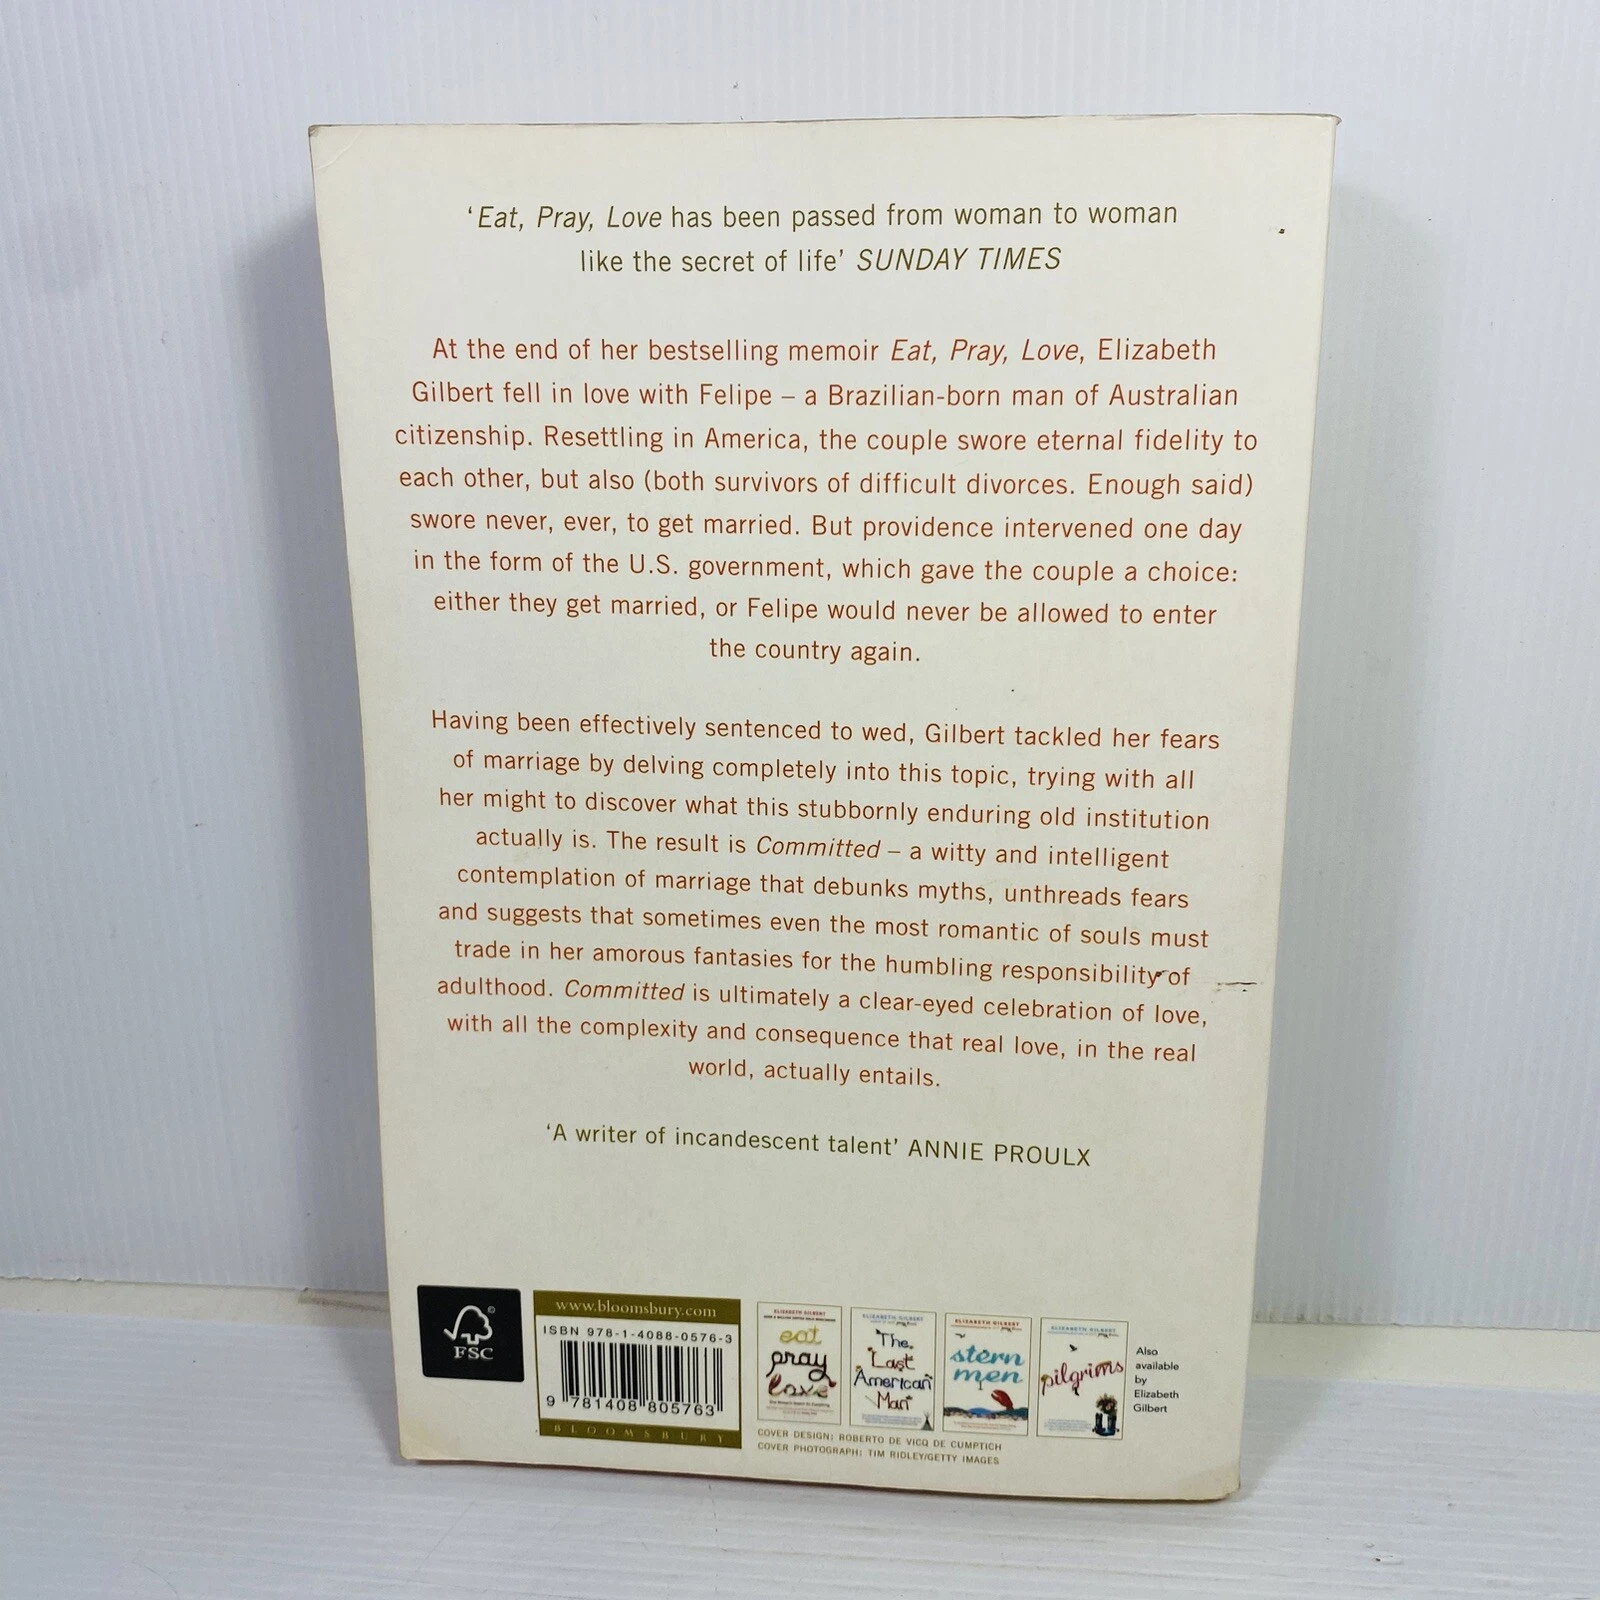 ‘Eat, Pray, Love has been passed from woman to woman
like the secret of life’ SUNDAY TIMES
At the end of her bestselling memoir Eat, Pray, Love, Elizabeth
Gilbert fell in love with Felipe – a Brazilian-born man of Australian
citizenship. Resettling in America, the couple swore eternal fidelity to
each other, but also (both survivors of difficult divorces. Enough said)
swore never, ever, to get married. But providence intervened one day
in the form of the U.S. government, which gave the couple a choice:
either they get married, or Felipe would never be allowed to enter
the country again.
Having been effectively sentenced to wed, Gilbert tackled her fears
of marriage by delving completely into this topic, trying with all
her might to discover what this stubbornly enduring old institution
actually is. The result is Committed – a witty and intelligent
contemplation of marriage that debunks myths, unthreads fears
and suggests that sometimes even the most romantic of souls must
trade in her amorous fantasies for the humbling responsibility of
adulthood. Committed is ultimately a clear-eyed celebration of love,
with all the complexity and consequence that real love, in the real
world, actually entails.
‘A writer of incandescent talent’ ANNIE PROULX
©
FSC
www.bloomsbury.com
ISBN 978-1-4088-0576-3
9 781408 805763
BLOOMSBURY
ELIZABETH GILBERT
eat
pray
love
ELIZABETH GILBERT
The
Last
American
Man
ELIZABETH GILBERT
stern
men
ELIZABETH GILBERT
pilgrims
Also
available
by
Elizabeth
Gilbert
COVER DESIGN: ROBERTO DE VICQ DE CUMPTICH
COVER PHOTOGRAPH: TIM RIDLEY/GETTY IMAGES